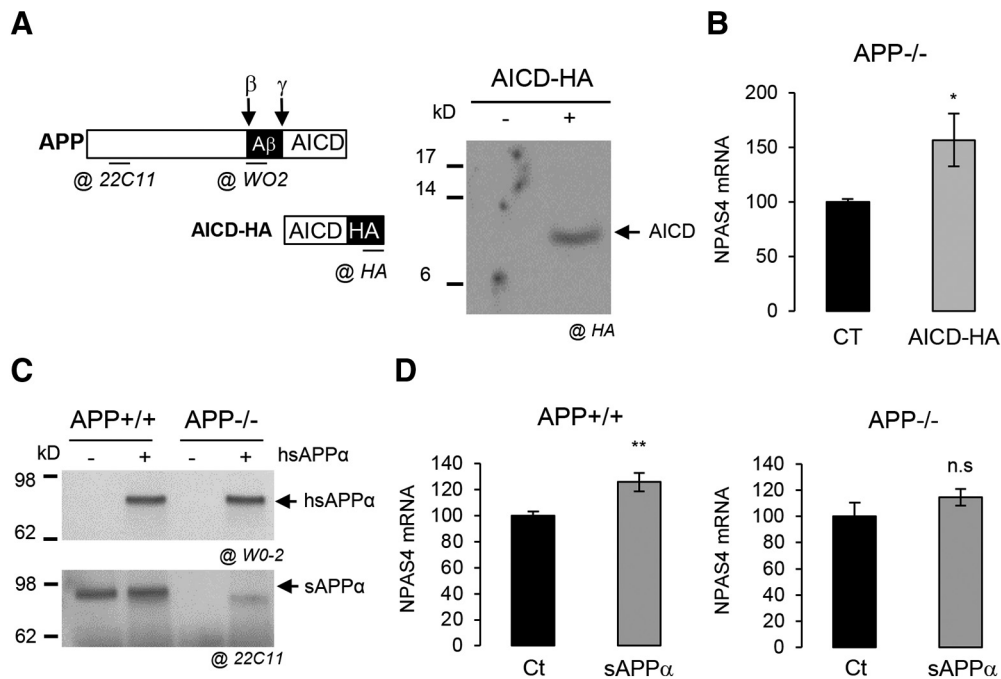 A
β γ
APP Aβ AICD
@ 22C11 @ WO2
AICD-HA AICD HA
@ HA
AICD-HA
kD - +
17
14
AICD
6
@ HA
B
APP-/-
200
150
100
50
0
NPAS4 mRNA
*
CT AICD-HA
C
APP+/+ APP-/-
kD - + - + hsAPPα
98
hsAPPα
62
@ W0-2
98
sAPPα
62
@ 22C11
D
APP+/+
140
120
100
80
60
40
20
0
NPAS4 mRNA
**
Ct sAPPα
APP-/-
140
120
100
80
60
40
20
0
NPAS4 mRNA
n.s
Ct sAPPα